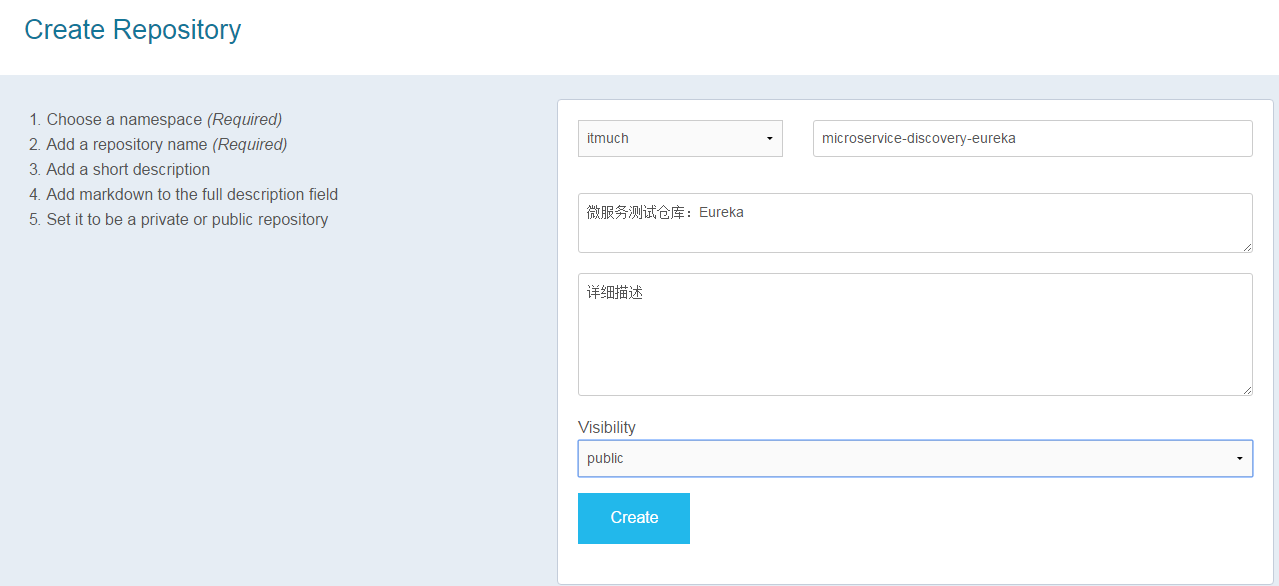 Create Repository
1. Choose a namespace (Required)
2. Add a repository name (Required)
3. Add a short description
4. Add markdown to the full description field
5. Set it to be a private or public repository
itmuch
microservice-discovery-eureka
微服务测试仓库：Eureka
详细描述
Visibility
public
Create